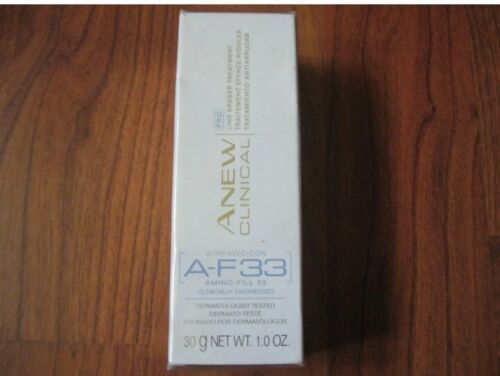 ANEW
CLINICAL
PRO
LINE ERASER TREATMENT
TRAITEMENT EFFACE-RIDULES
TRATAMIENTO ANTIARRUGAS
WITH-AVEC-CON
A-F33
AMINO-FILL 33
CLINICALLY ENGINEERED
DERMATOLOGIST TESTED
DERMATO-TESTÉ
PROBADO POR DERMATÓLOGOS
30 g NET WT. 1.0 OZ.